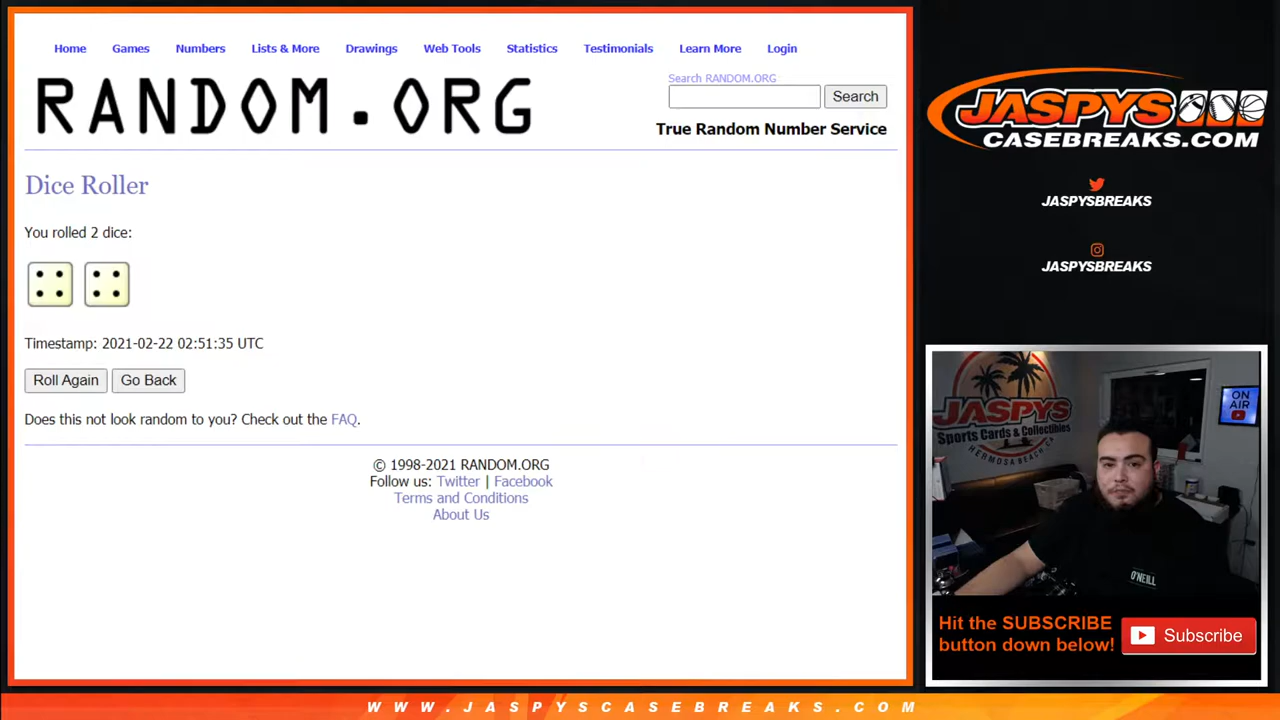 Home Games Numbers Lists & More Drawings Web Tools Statistics Testimonials Learn More Login
RANDOM.ORG
Search RANDOM.ORG
Search
True Random Number Service
Dice Roller
You rolled 2 dice:
Timestamp: 2021-02-22 02:51:35 UTC
Roll Again Go Back
Does this not look random to you? Check out the FAQ.
© 1998-2021 RANDOM.ORG
Follow us: Twitter | Facebook
Terms and Conditions
About Us
JASPYS
CASEBREAKS.COM
JASPYSBREAKS
JASPYSBREAKS
JASPYS
Sports Cards & Collectibles
HERMOSA BEACH CA
ON
AIR
O'NEILL
Hit the SUBSCRIBE
button down below!
Subscribe
WWW.JASPYSCASEBREAKS.COM